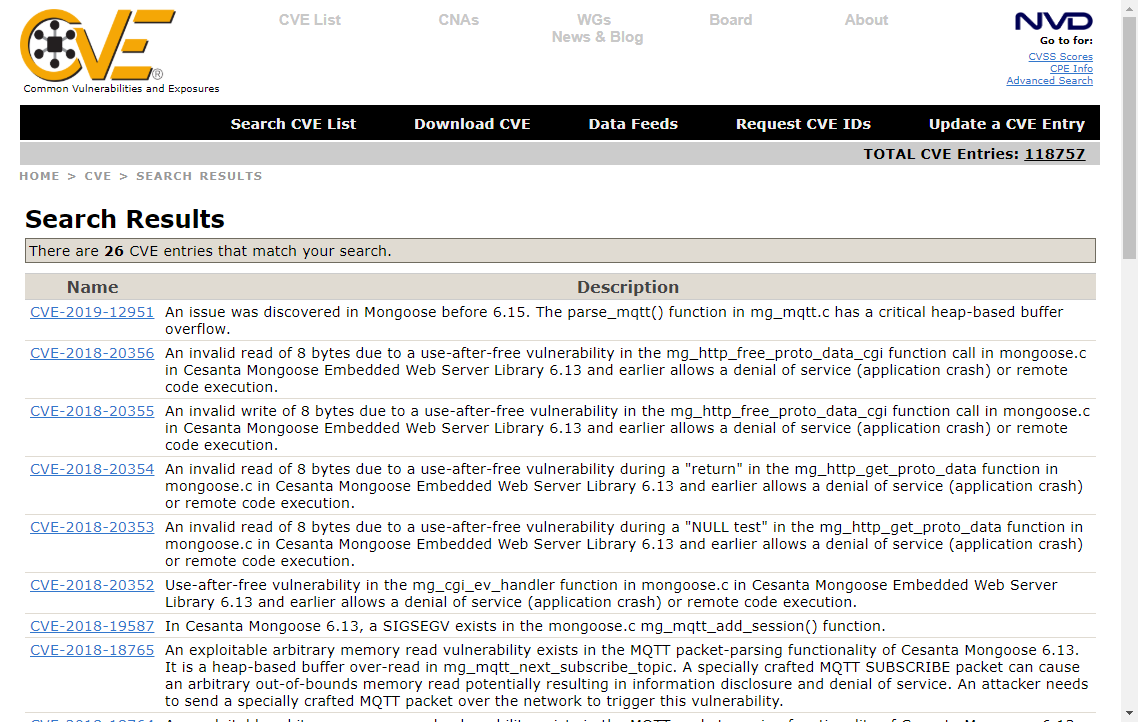 CVE®
Common Vulnerabilities and Exposures
CVE List
CNAs
WGs
Board
About
News & Blog
NVD
Go to for:
CVSS Scores
CPE Info
Advanced Search
Search CVE List Download CVE Data Feeds Request CVE IDs Update a CVE Entry
TOTAL CVE Entries: 118757
HOME > CVE > SEARCH RESULTS
Search Results
There are 26 CVE entries that match your search.
Name Description
CVE-2019-12951 An issue was discovered in Mongoose before 6.15. The parse_mqtt() function in mg_mqtt.c has a critical heap-based buffer
overflow.
CVE-2018-20356 An invalid read of 8 bytes due to a use-after-free vulnerability in the mg_http_free_proto_data_cgi function call in mongoose.c
in Cesanta Mongoose Embedded Web Server Library 6.13 and earlier allows a denial of service (application crash) or remote
code execution.
CVE-2018-20355 An invalid write of 8 bytes due to a use-after-free vulnerability in the mg_http_free_proto_data_cgi function call in mongoose.c
in Cesanta Mongoose Embedded Web Server Library 6.13 and earlier allows a denial of service (application crash) or remote
code execution.
CVE-2018-20354 An invalid read of 8 bytes due to a use-after-free vulnerability during a "return" in the mg_http_get_proto_data function in
mongoose.c in Cesanta Mongoose Embedded Web Server Library 6.13 and earlier allows a denial of service (application crash)
or remote code execution.
CVE-2018-20353 An invalid read of 8 bytes due to a use-after-free vulnerability during a "NULL test" in the mg_http_get_proto_data function in
mongoose.c in Cesanta Mongoose Embedded Web Server Library 6.13 and earlier allows a denial of service (application crash)
or remote code execution.
CVE-2018-20352 Use-after-free vulnerability in the mg_cgi_ev_handler function in mongoose.c in Cesanta Mongoose Embedded Web Server
Library 6.13 and earlier allows a denial of service (application crash) or remote code execution.
CVE-2018-19587 In Cesanta Mongoose 6.13, a SIGSEGV exists in the mongoose.c mg_mqtt_add_session() function.
CVE-2018-18765 An exploitable arbitrary memory read vulnerability exists in the MQTT packet-parsing functionality of Cesanta Mongoose 6.13.
It is a heap-based buffer over-read in mg_mqtt_next_subscribe_topic. A specially crafted MQTT SUBSCRIBE packet can cause
an arbitrary out-of-bounds memory read potentially resulting in information disclosure and denial of service. An attacker needs
to send a specially crafted MQTT packet over the network to trigger this vulnerability.